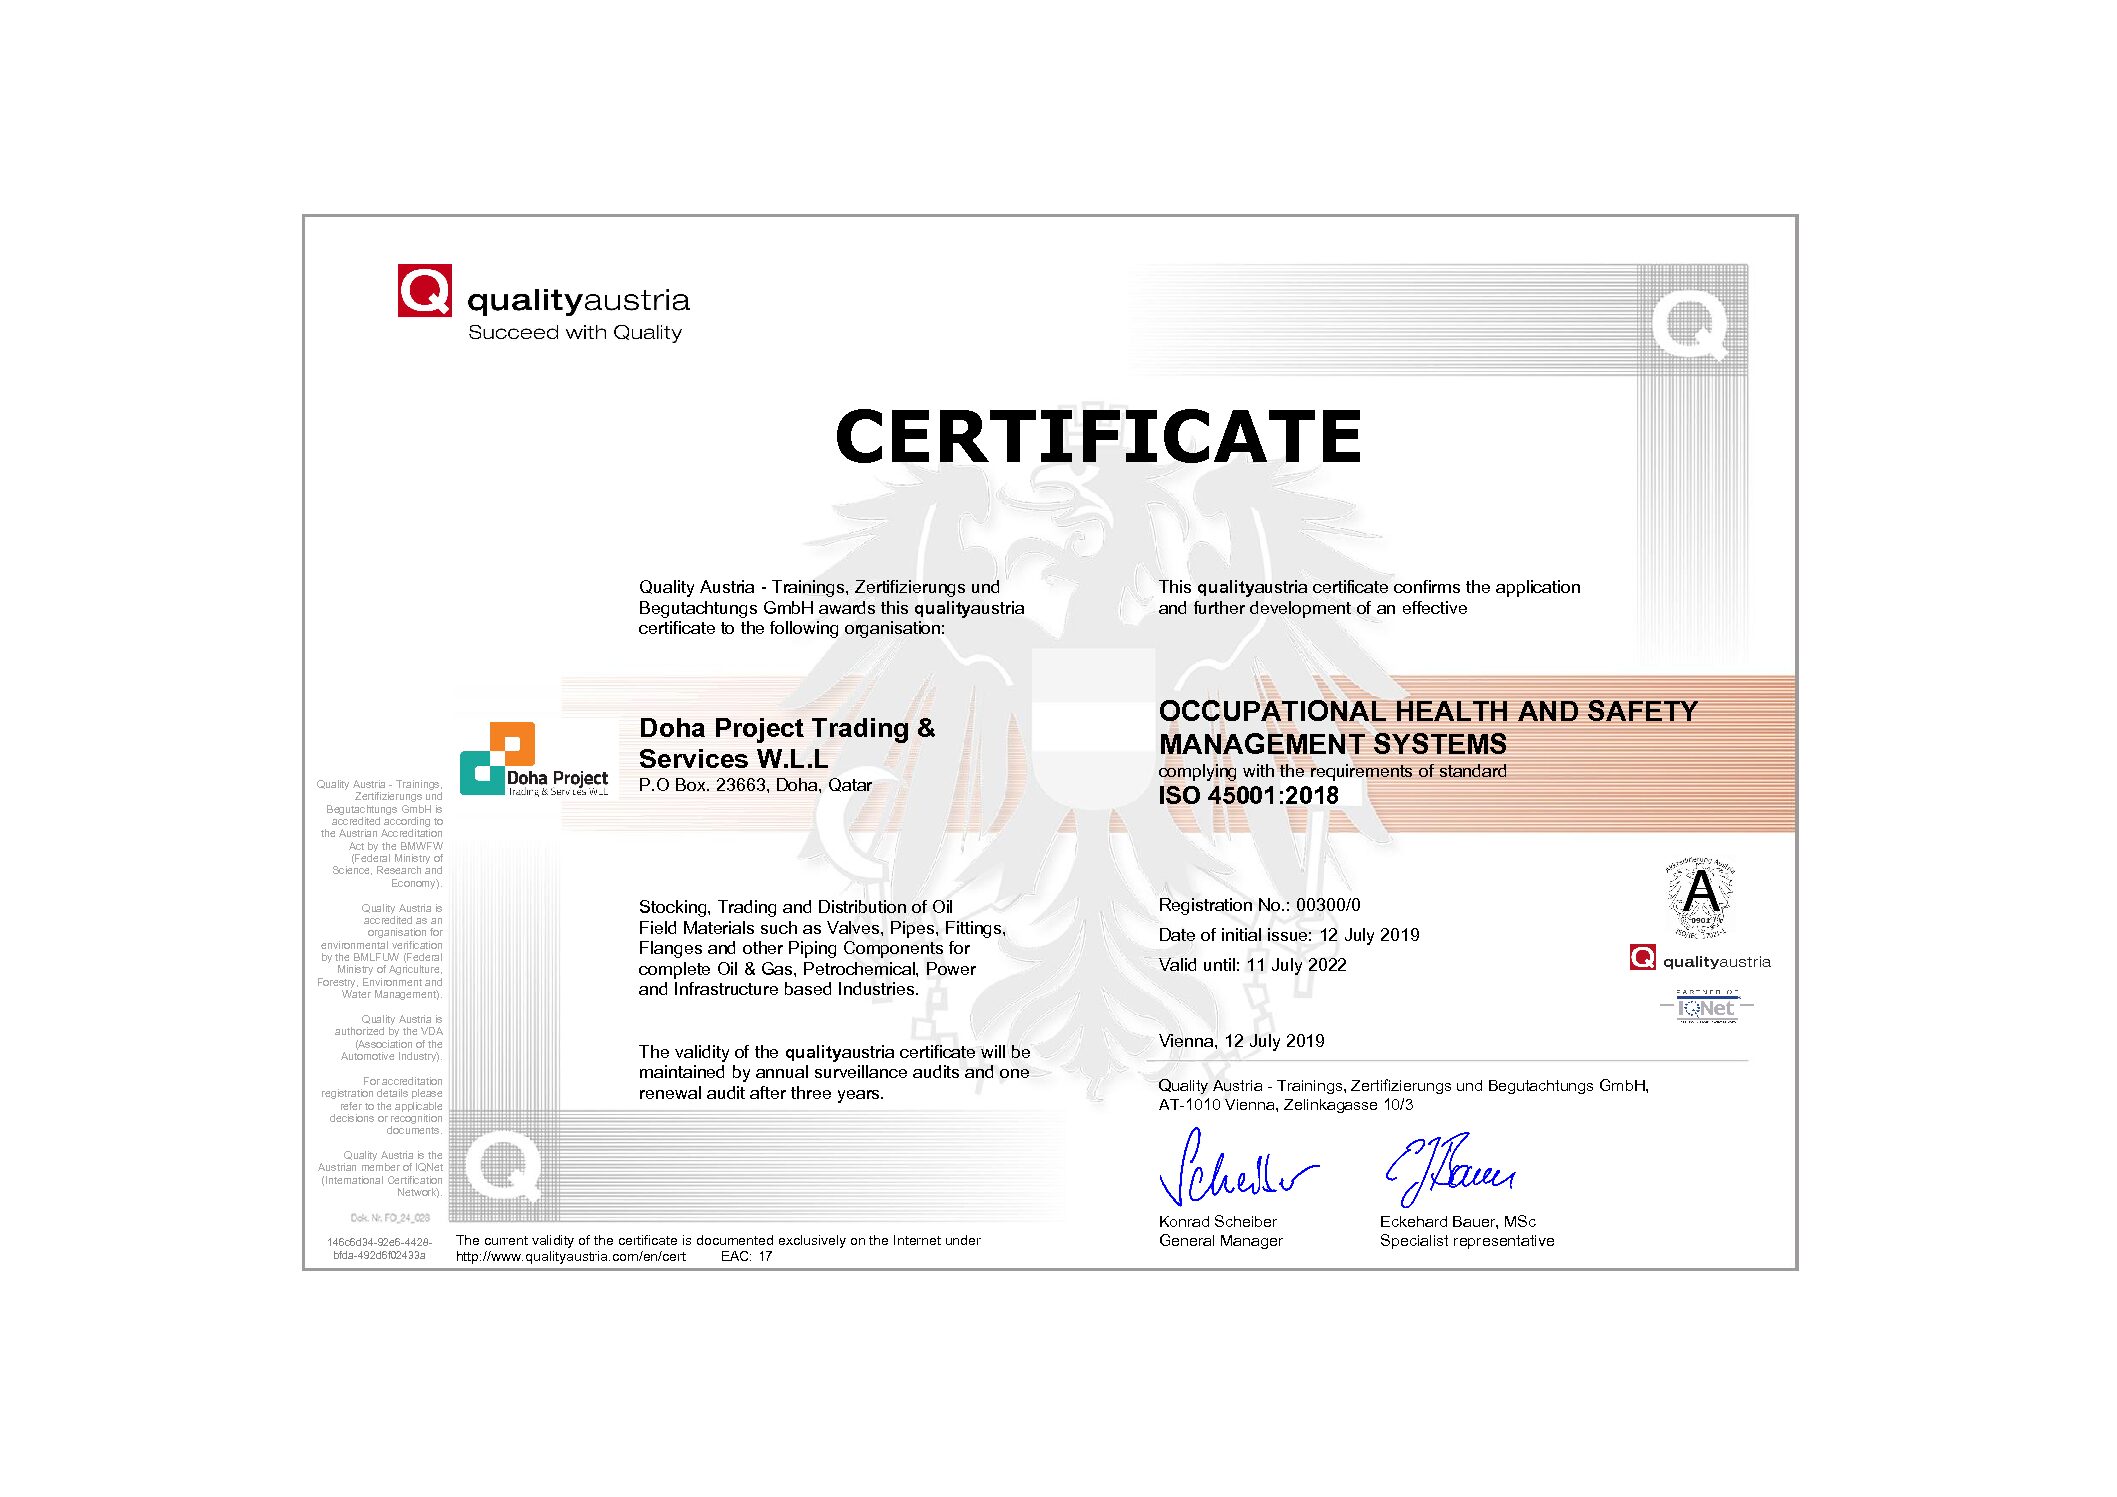 qualityaustria
Succeed with Quality
CERTIFICATE
Quality Austria - Trainings, Zertifizierungs und
Begutachtungs GmbH awards this qualityaustria
certificate to the following organisation:
This qualityaustria certificate confirms the application
and further development of an effective
Doha Project
Trading & Services W.L.L
Doha Project Trading &
Services W.L.L
P.O Box. 23663, Doha, Qatar
OCCUPATIONAL HEALTH AND SAFETY
MANAGEMENT SYSTEMS
complying with the requirements of standard
ISO 45001:2018
Quality Austria - Trainings,
Zertifizierungs und
Begutachtungs GmbH is
accredited according to
the Austrian Accreditation
Act by the BMWFW
(Federal Ministry of
Science, Research and
Economy).
Quality Austria is
accredited as an
organisation for
environmental verification
by the BMLFUW (Federal
Ministry of Agriculture,
Forestry, Environment and
Water Management).
Quality Austria is
authorized by the VDA
(Association of the
Automotive Industry).
For accreditation
registration details please
refer to the applicable
decisions or recognition
documents.
Quality Austria is the
Austrian member of IQNet
(International Certification
Network).
Dok. Nr. FO_24_028
146c6d34-92e6-4428-
bfda-492d6f02433a
Stocking, Trading and Distribution of Oil
Field Materials such as Valves, Pipes, Fittings,
Flanges and other Piping Components for
complete Oil & Gas, Petrochemical, Power
and Infrastructure based Industries.
The validity of the qualityaustria certificate will be
maintained by annual surveillance audits and one
renewal audit after three years.
The current validity of the certificate is documented exclusively on the Internet under
http://www.qualityaustria.com/en/cert EAC: 17
Registration No.: 00300/0
Date of initial issue: 12 July 2019
Valid until: 11 July 2022
Akkreditierung Austria
A
0901
qualityaustria
PARTNER OF
IQNet
Vienna, 12 July 2019
Quality Austria - Trainings, Zertifizierungs und Begutachtungs GmbH,
AT-1010 Vienna, Zelinkagasse 10/3
Konrad Scheiber
General Manager
Eckehard Bauer, MSc
Specialist representative